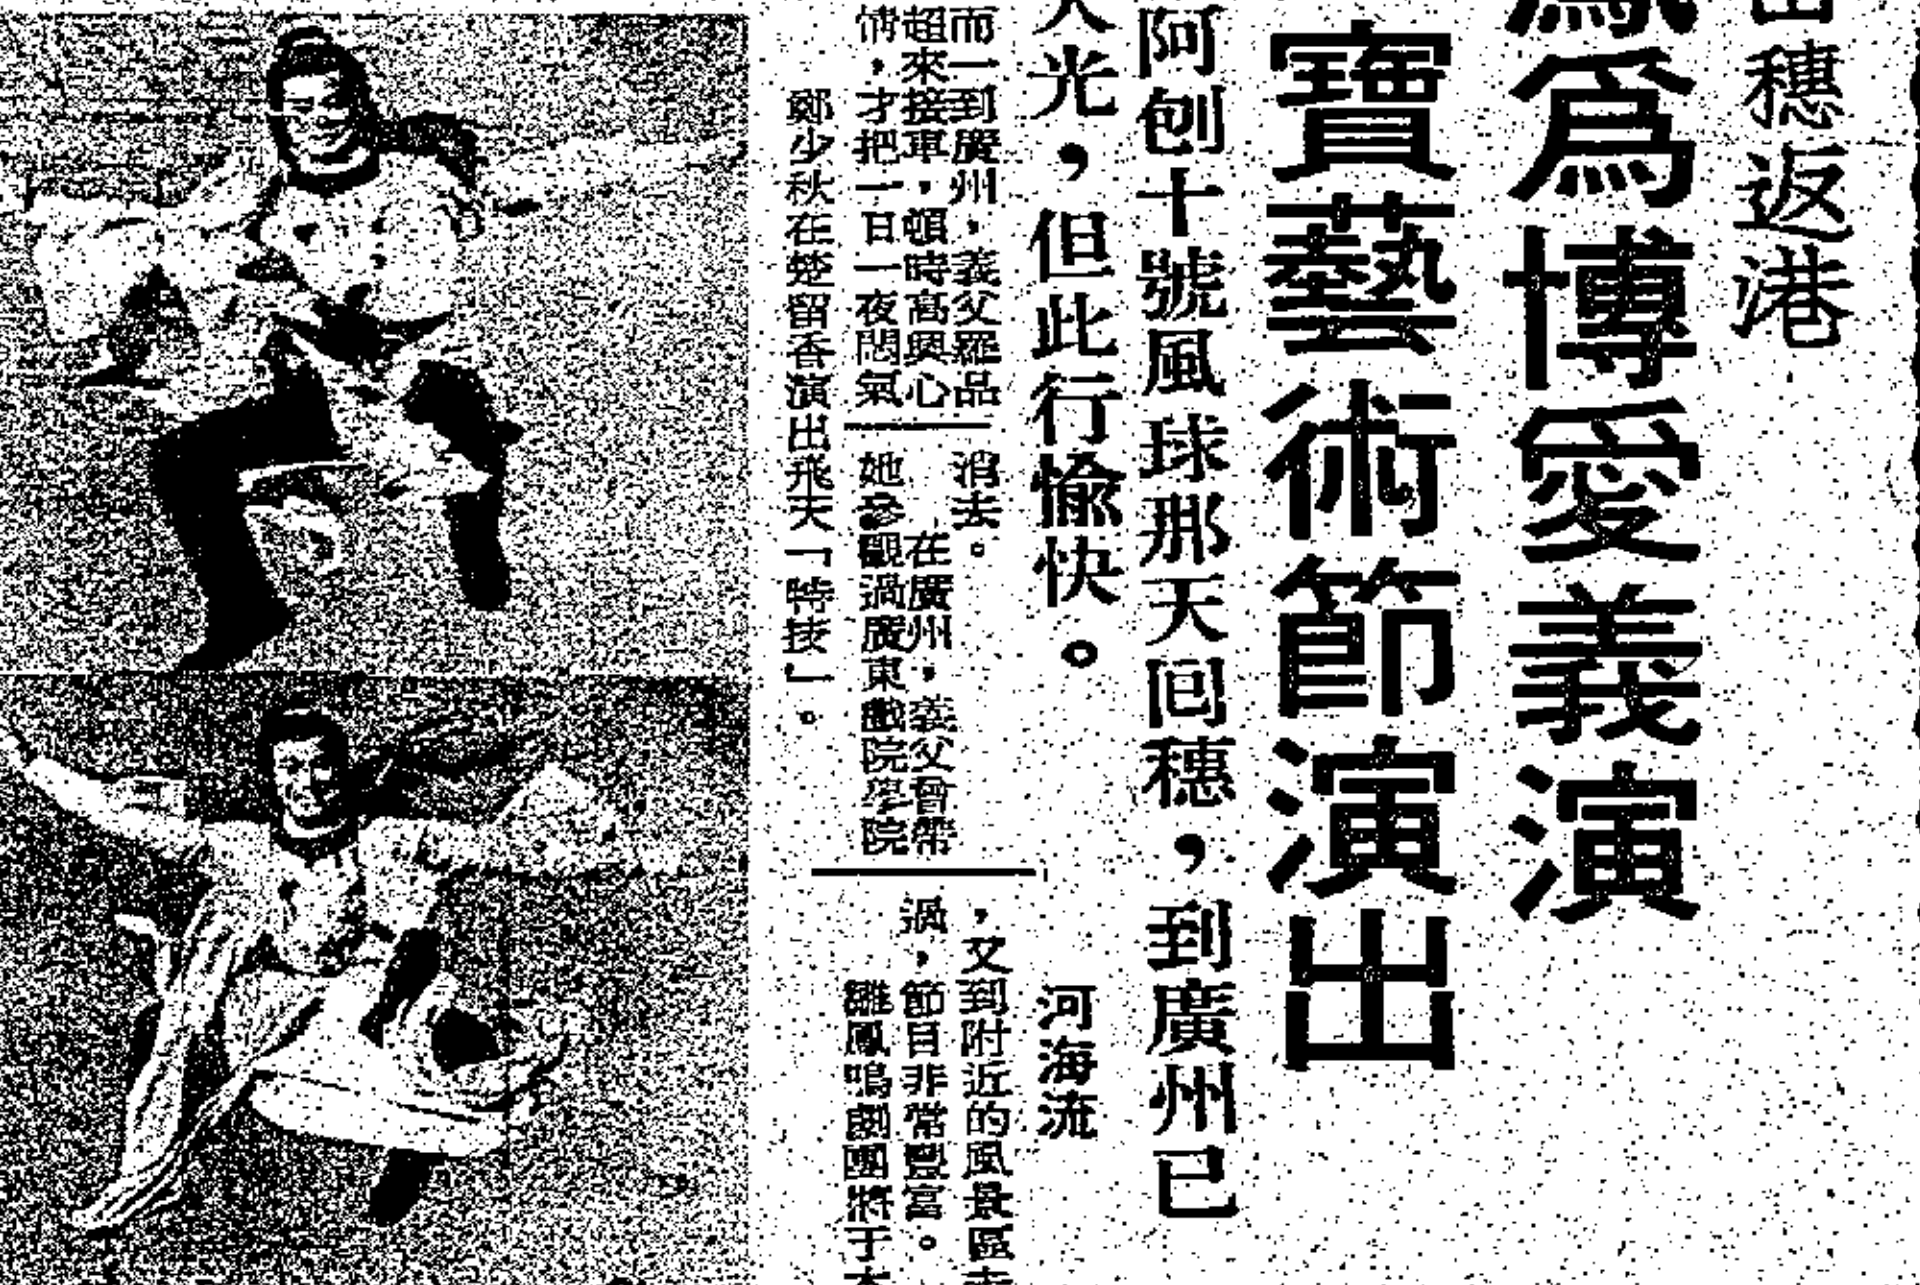 穗返港
爲博愛義演
寶藝術節演出
阿刨十號風球那天囘穗，到廣州已
光，但此行愉快。
河海流
而一到廣州，義父羅品
超來接車，頓時高興心
情，才把一日一夜悶氣
消去。
在廣州，義父曾帶
她參觀過廣東戲院學院
，又到附近的風景區
渦，節目非常豐富。
雛鳳鳴劇團將于
鄭少秋在楚留香演出飛天「特技」。